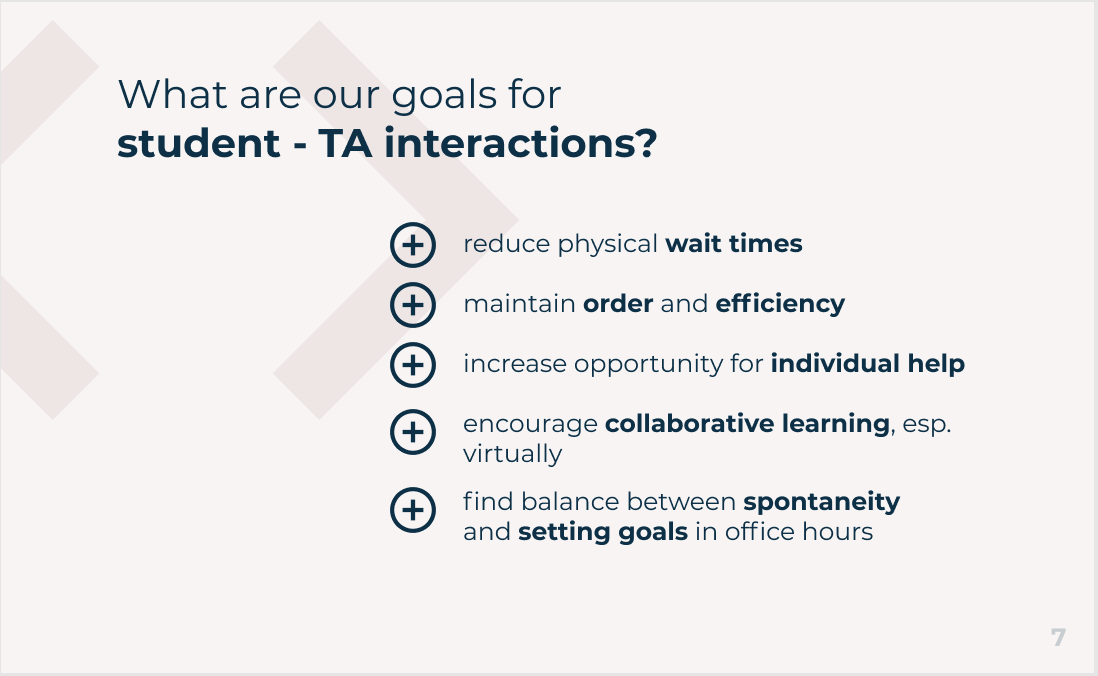 What are our goals for
student - TA interactions?
reduce physical wait times
maintain order and efficiency
increase opportunity for individual help
encourage collaborative learning, esp.
virtually
find balance between spontaneity
and setting goals in office hours
7